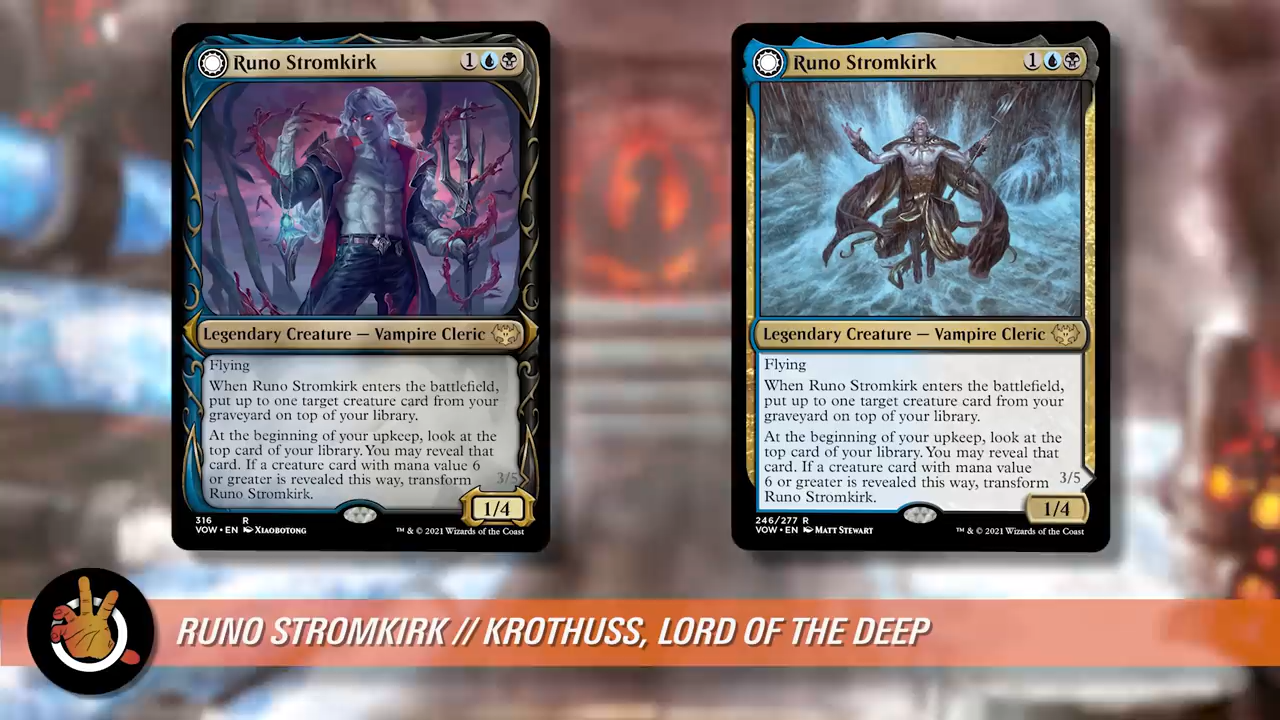 Runo Stromkirk
1
Legendary Creature — Vampire Cleric
Flying
When Runo Stromkirk enters the battlefield,
put up to one target creature card from your
graveyard on top of your library.
At the beginning of your upkeep, look at the
top card of your library. You may reveal that
card. If a creature card with mana value 6
or greater is revealed this way, transform
Runo Stromkirk.
3/5
1/4
316 R
VOW • EN Xiaobotong
™ & © 2021 Wizards of the Coast
Runo Stromkirk
1
Legendary Creature — Vampire Cleric
Flying
When Runo Stromkirk enters the battlefield,
put up to one target creature card from your
graveyard on top of your library.
At the beginning of your upkeep, look at the
top card of your library. You may reveal that
card. If a creature card with mana value
6 or greater is revealed this way, transform
Runo Stromkirk.
3/5
1/4
246/277 R
VOW • EN Matt Stewart
™ & © 2021 Wizards of the Coast
RUNO STROMKIRK // KROTHUSS, LORD OF THE DEEP